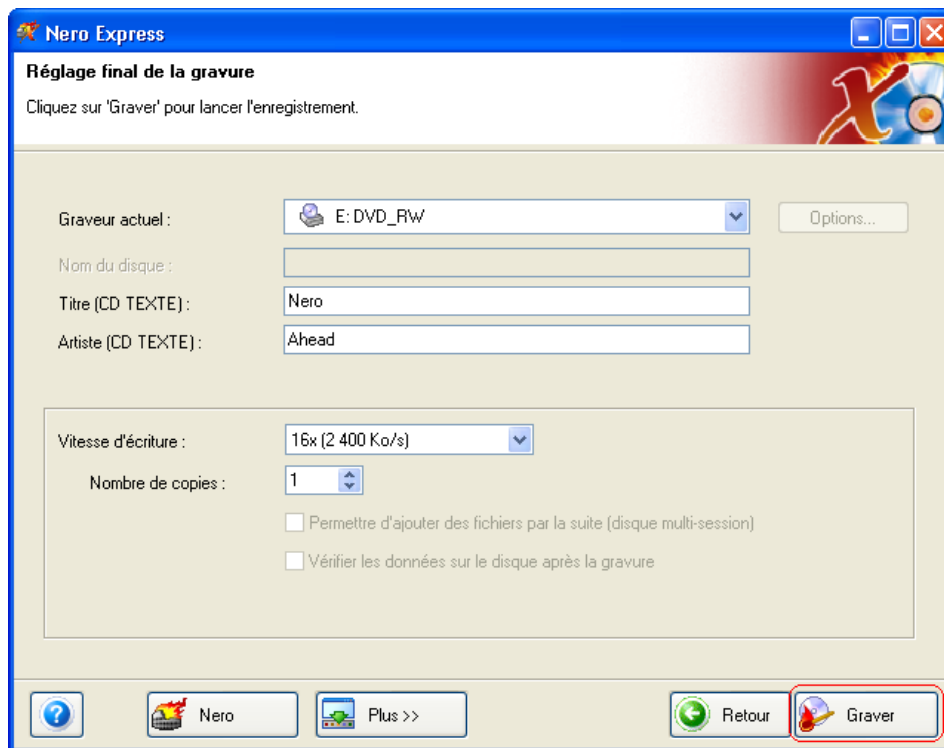 Nero Express
Réglage final de la gravure
Cliquez sur 'Graver' pour lancer l'enregistrement.
Graveur actuel :
E: DVD_RW
Options...
Nom du disque :
Titre (CD TEXTE) :
Nero
Artiste (CD TEXTE) :
Ahead
Vitesse d'écriture :
16x (2 400 Ko/s)
Nombre de copies :
1
Permettre d'ajouter des fichiers par la suite (disque multi-session)
Vérifier les données sur le disque après la gravure
Nero
Plus >>
Retour
Graver